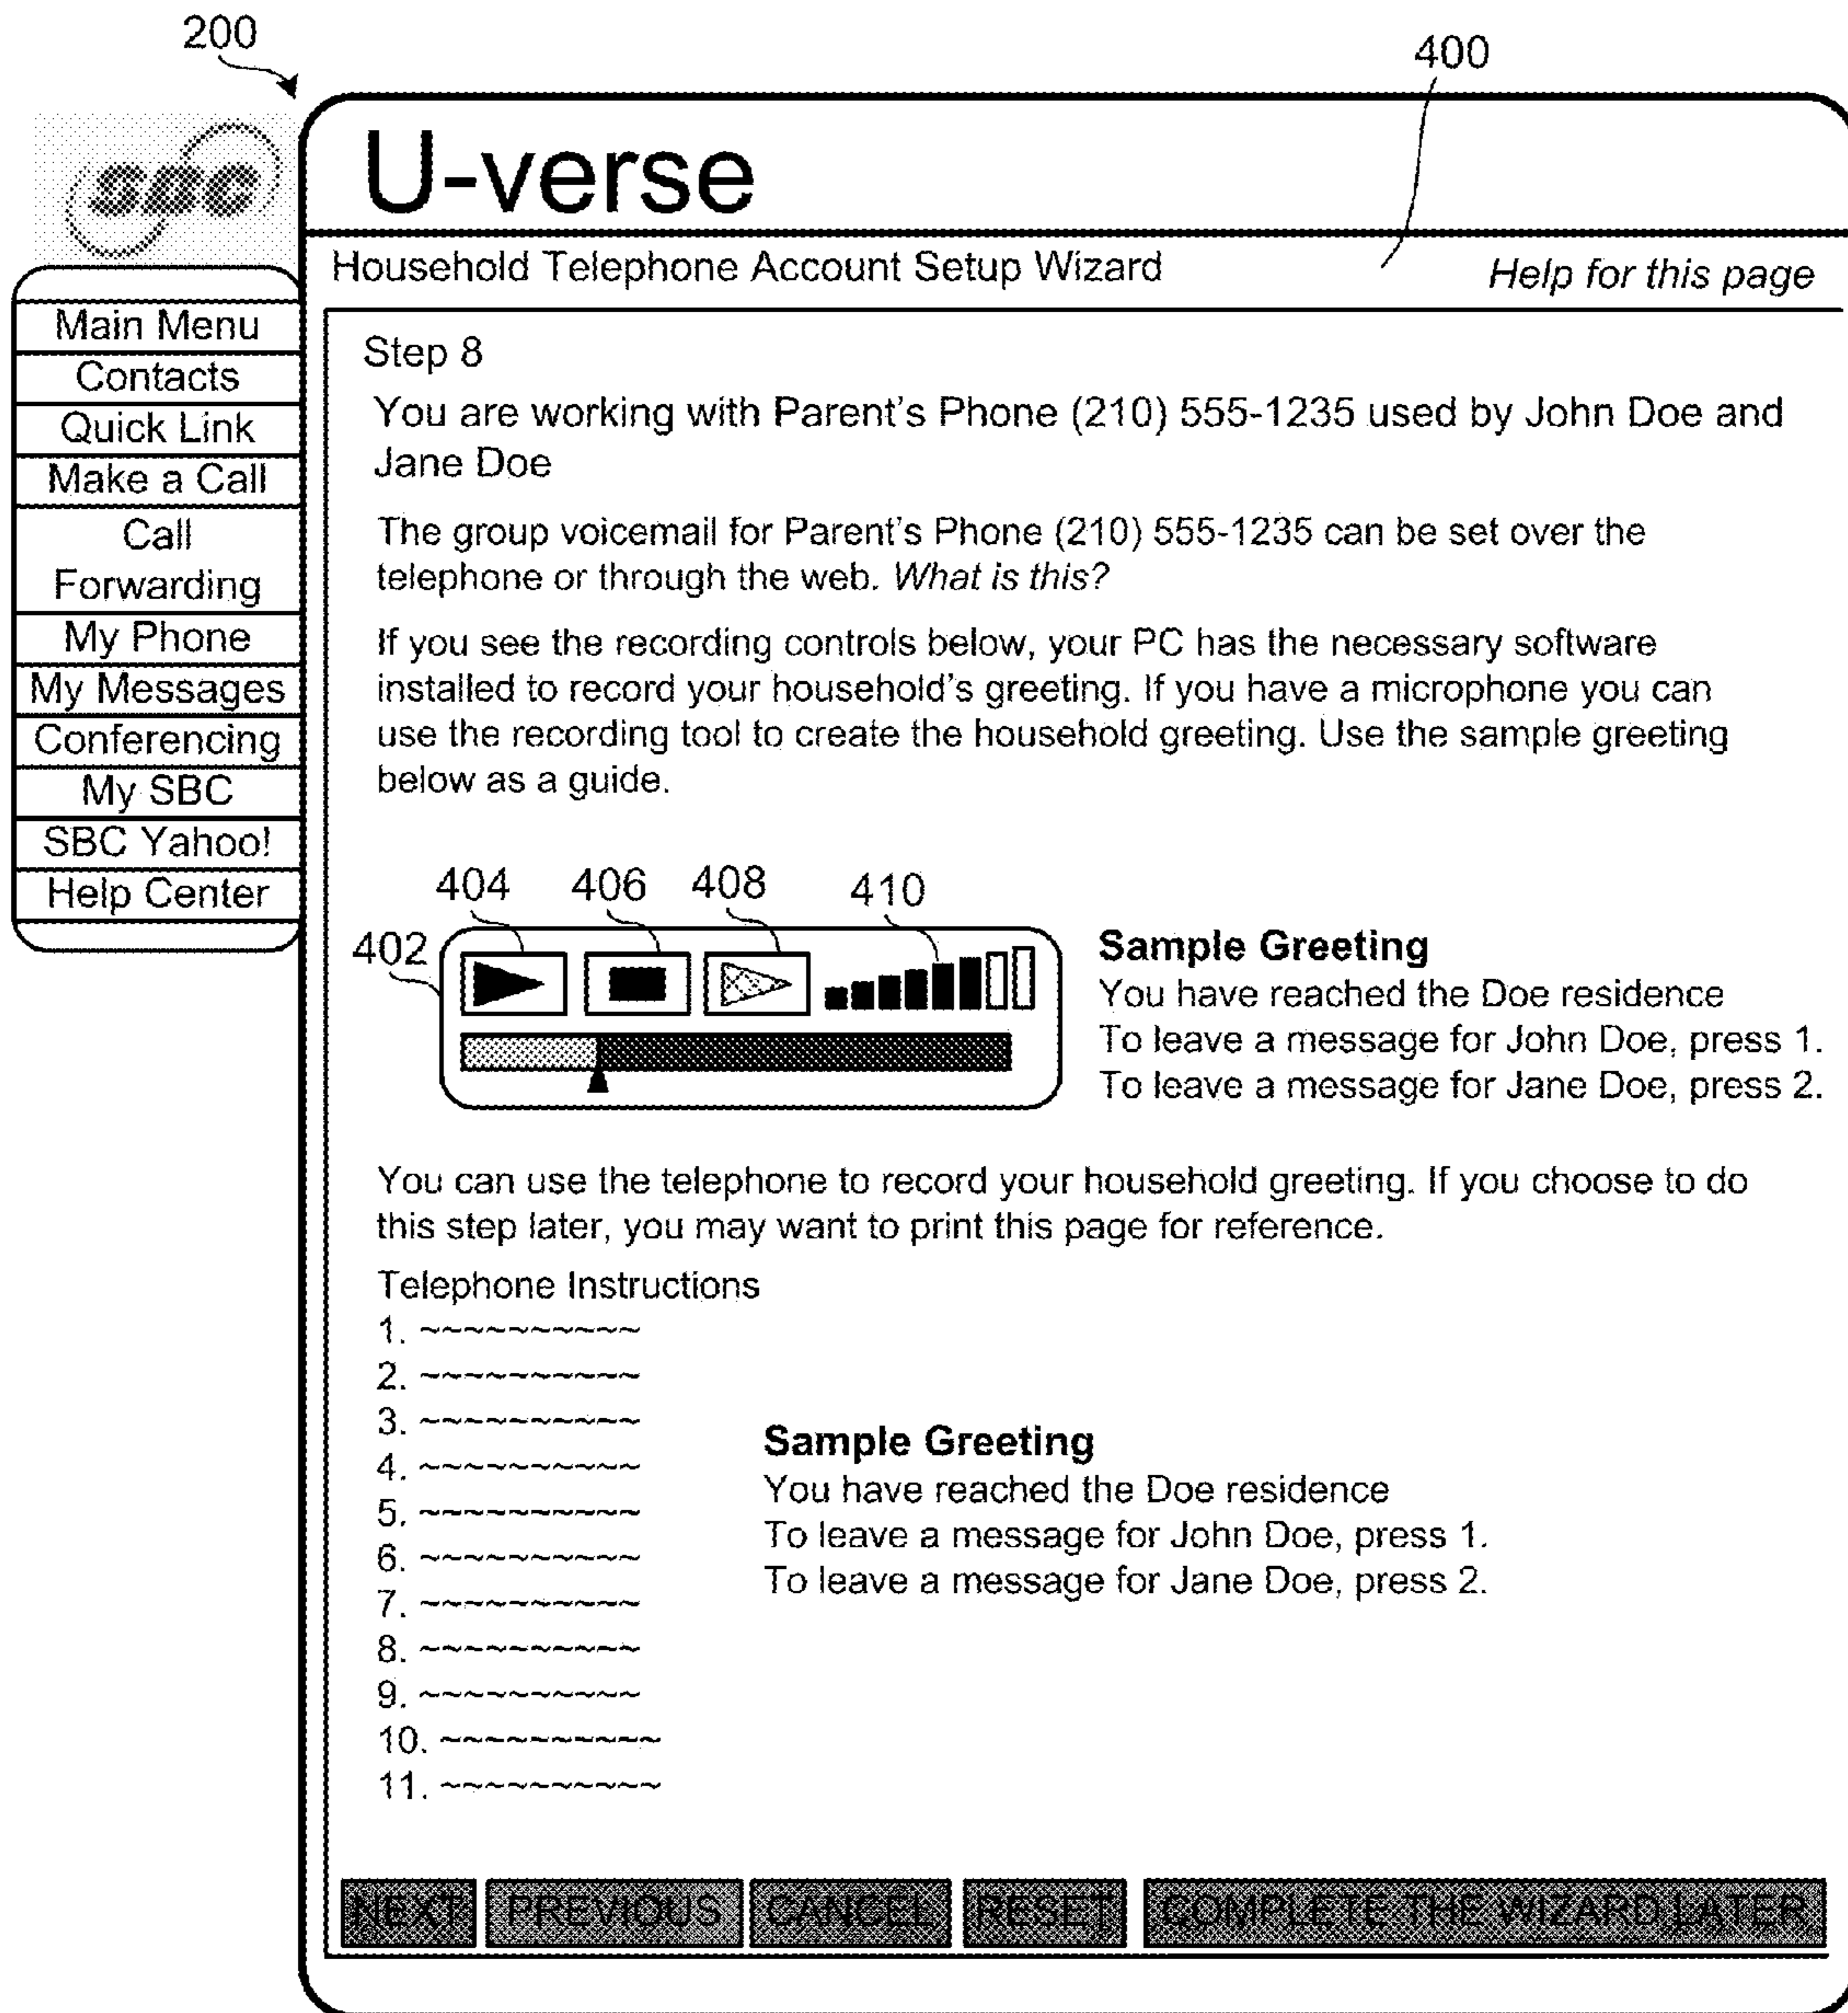 200
400
SBC
U-verse
Household Telephone Account Setup Wizard
Help for this page
Main Menu
Contacts
Quick Link
Make a Call
Call
Forwarding
My Phone
My Messages
Conferencing
My SBC
SBC Yahoo!
Help Center
Step 8
You are working with Parent's Phone (210) 555-1235 used by John Doe and
Jane Doe
The group voicemail for Parent's Phone (210) 555-1235 can be set over the
telephone or through the web. What is this?
If you see the recording controls below, your PC has the necessary software
installed to record your household's greeting. If you have a microphone you can
use the recording tool to create the household greeting. Use the sample greeting
below as a guide.
404
406
408
410
402
Sample Greeting
You have reached the Doe residence
To leave a message for John Doe, press 1.
To leave a message for Jane Doe, press 2.
You can use the telephone to record your household greeting. If you choose to do
this step later, you may want to print this page for reference.
Telephone Instructions
1. ~~~~~~~~~~
2. ~~~~~~~~~~
3. ~~~~~~~~~~
4. ~~~~~~~~~~
5. ~~~~~~~~~~
6. ~~~~~~~~~~
7. ~~~~~~~~~~
8. ~~~~~~~~~~
9. ~~~~~~~~~~
10. ~~~~~~~~~~
11. ~~~~~~~~~~
Sample Greeting
You have reached the Doe residence
To leave a message for John Doe, press 1.
To leave a message for Jane Doe, press 2.
NEXT
PREVIOUS
CANCEL
RESET
COMPLETE THE WIZARD LATER